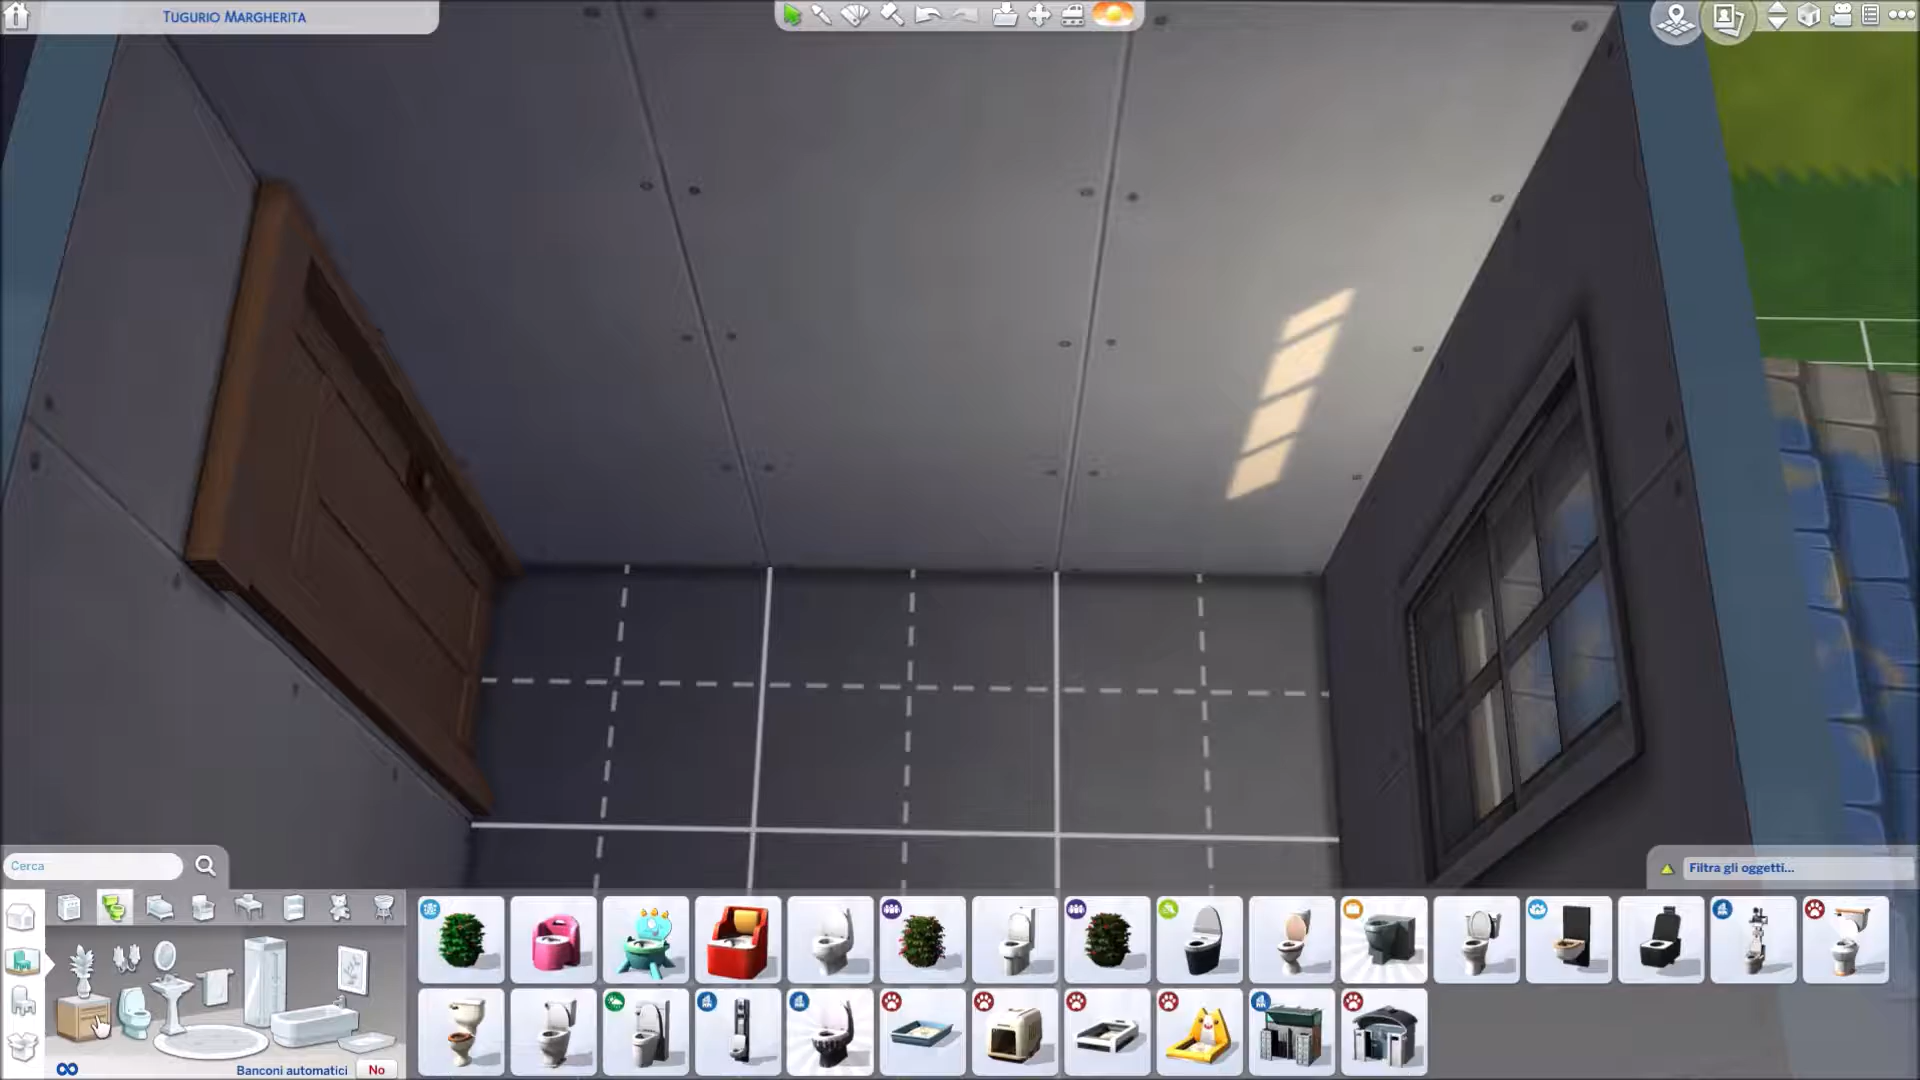 TUGURIO MARGHERITA
Cerca
Filtra gli oggetti...
Banconi automatici No